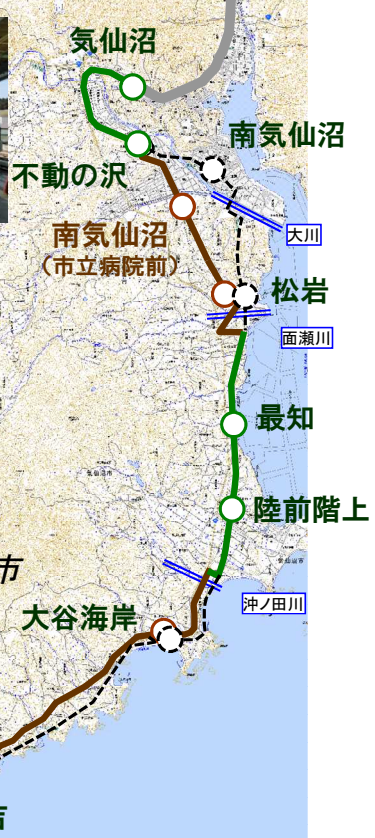 気仙沼
南気仙沼
不動の沢
南気仙沼
（市立病院前）
大川
松岩
面瀬川
最知
陸前階上
市
沖ノ田川
大谷海岸